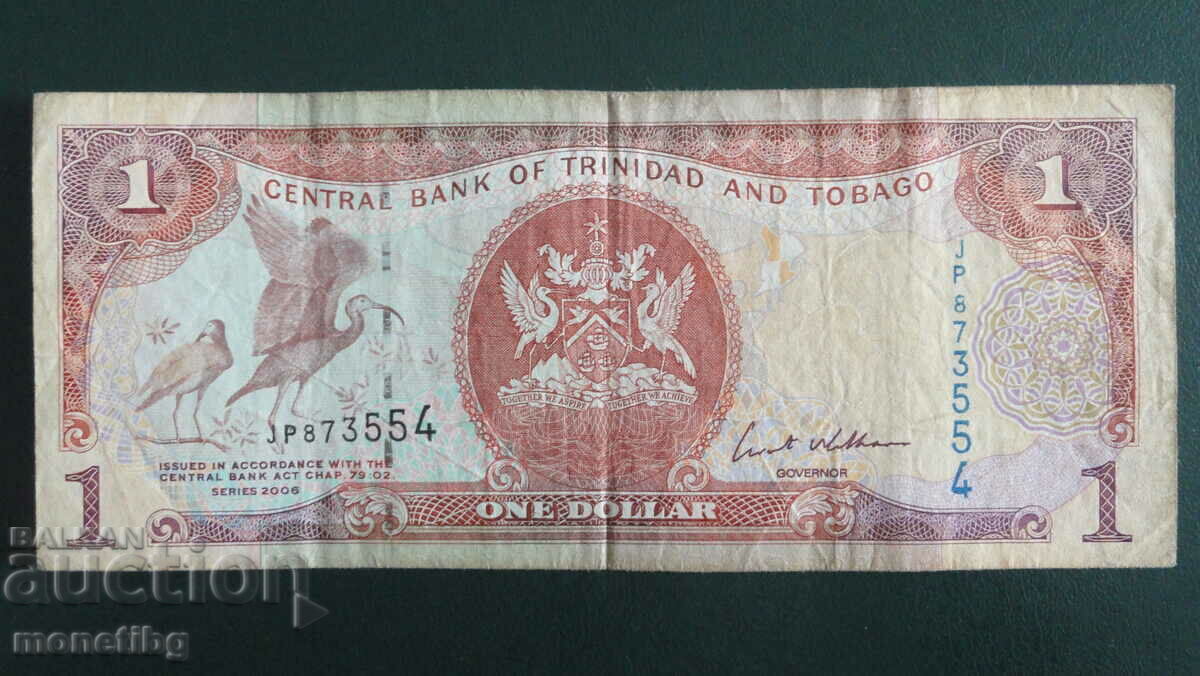 1
1
CENTRAL BANK OF TRINIDAD AND TOBAGO
JP873554
TOGETHER WE ASPIRE TOGETHER WE ACHIEVE
JP873554
ISSUED IN ACCORDANCE WITH THE
CENTRAL BANK ACT CHAP. 79:02.
SERIES 2006
GOVERNOR
1
ONE DOLLAR
1
BALKAN
auction
monetibg